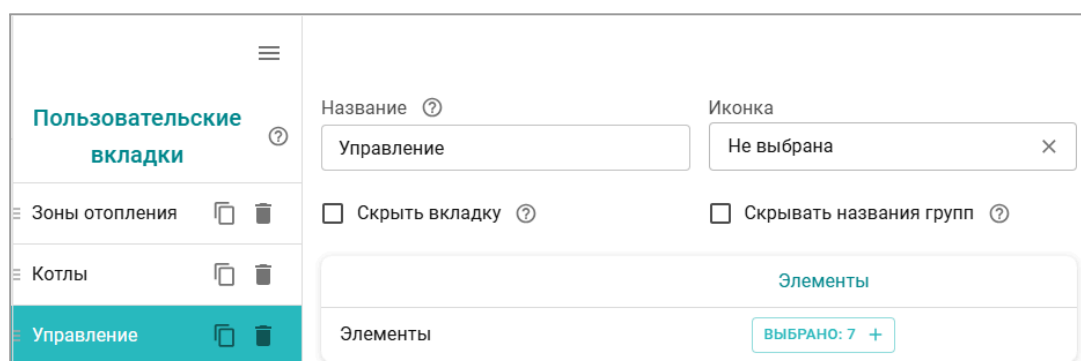 Пользовательские
вкладки
Зоны отопления
Котлы
Управление
Название
Иконка
Управление
Не выбрана
Скрыть вкладку
Скрывать названия групп
Элементы
Элементы
ВЫБРАНО: 7 +